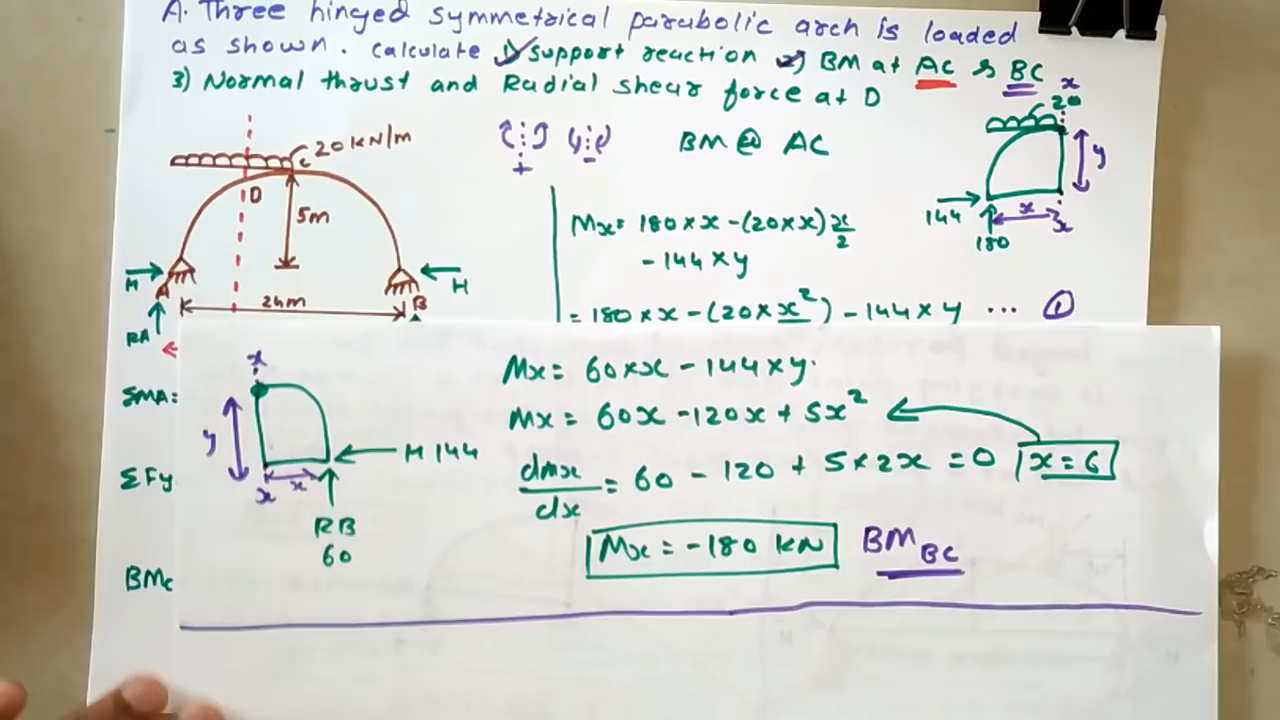 A. Three hinged symmetrical parabolic arch is loaded
as shown. Calculate 1) support reaction 2) BM at AC & BC
3) Normal thrust and Radial shear force at D
20 kN/m
C
D
5m
H
A
RA
24m
B
H
+
-
BM @ AC
x
20
y
144
x
x
180
Mx= 180×x -(20×x)x/2
- 144×y
= 180×x -(20×x²) - 144×y ... ①
ΣMA:
ΣFy
BMc
x
y
x
x
H 144
RB
60
Mx= 60×x - 144×y.
Mx= 60x -120x + 5x²
dmx/dx = 60 - 120 + 5×2x = 0 x=6
Mx = -180 kN BM BC